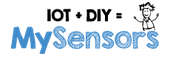 IOT + DIY =
MySensors